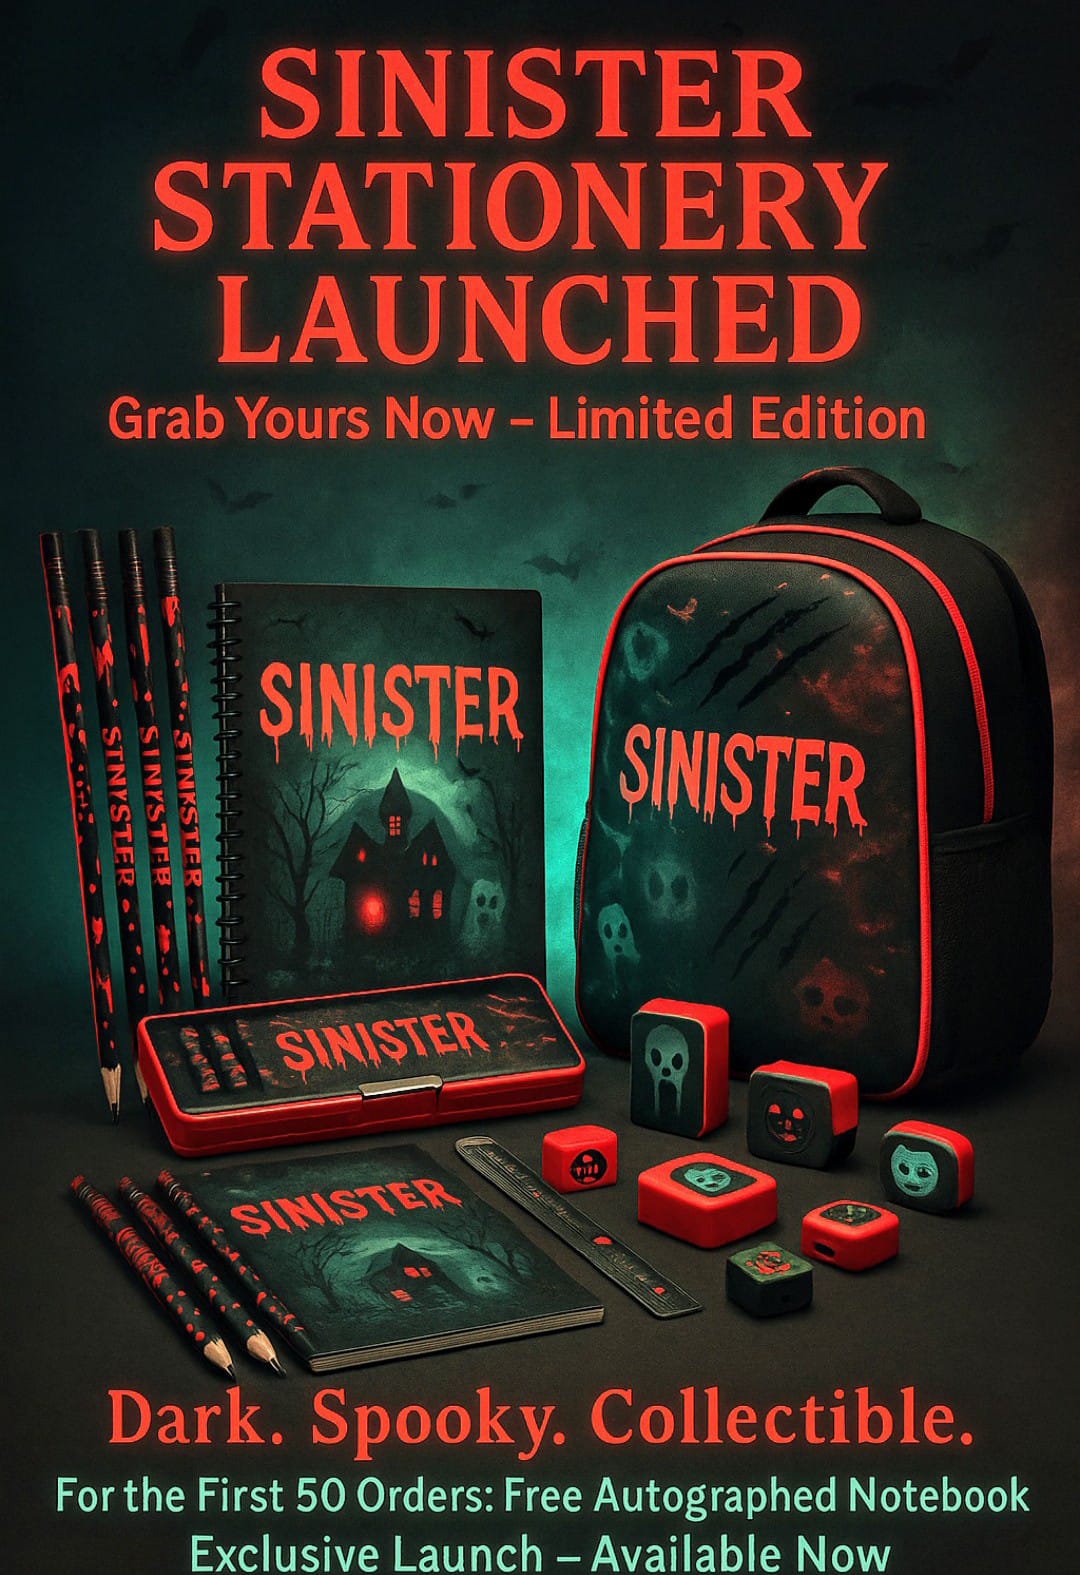 SINISTER
STATIONERY
LAUNCHED
Grab Yours Now – Limited Edition
SINISTER
SINISTER
STNYSTER
SINKSTER
SINKSTER
SINISTER
SINISTER
Dark. Spooky. Collectible.
For the First 50 Orders: Free Autographed Notebook
Exclusive Launch – Available Now